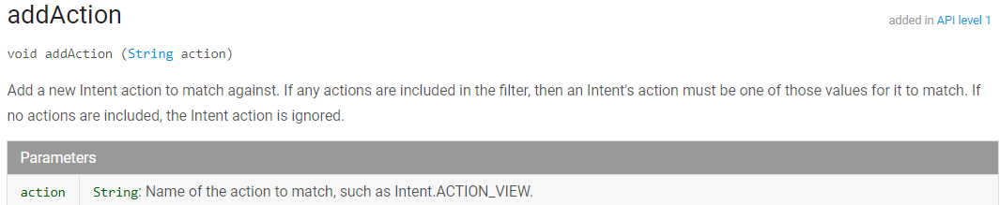 addAction
added in API level 1
void addAction (String action)
Add a new Intent action to match against. If any actions are included in the filter, then an Intent's action must be one of those values for it to match. If
no actions are included, the Intent action is ignored.
Parameters
action String: Name of the action to match, such as Intent.ACTION_VIEW.